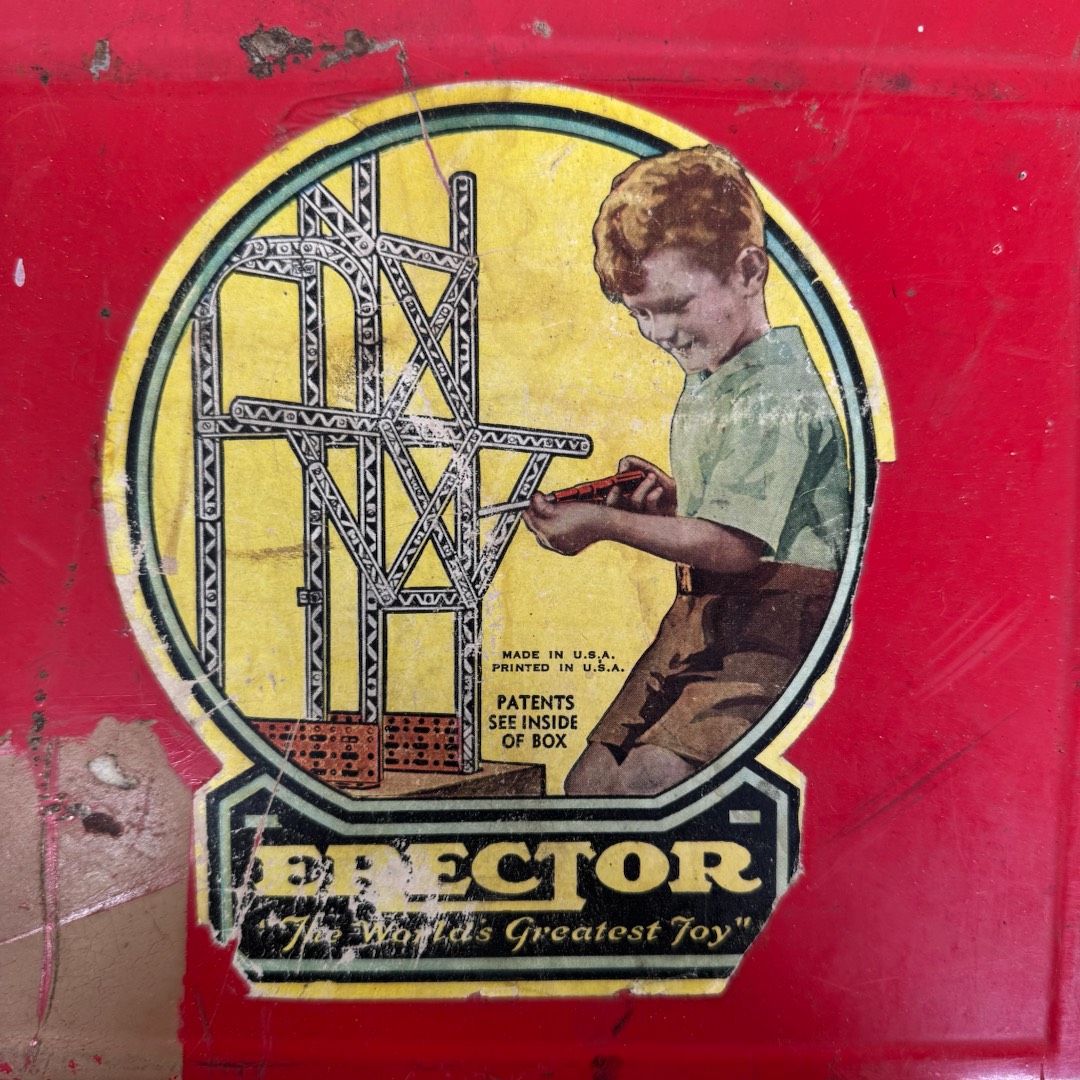 MADE IN U.S.A.
PRINTED IN U.S.A.
PATENTS
SEE INSIDE
OF BOX
ERECTOR
"The World's Greatest Toy"